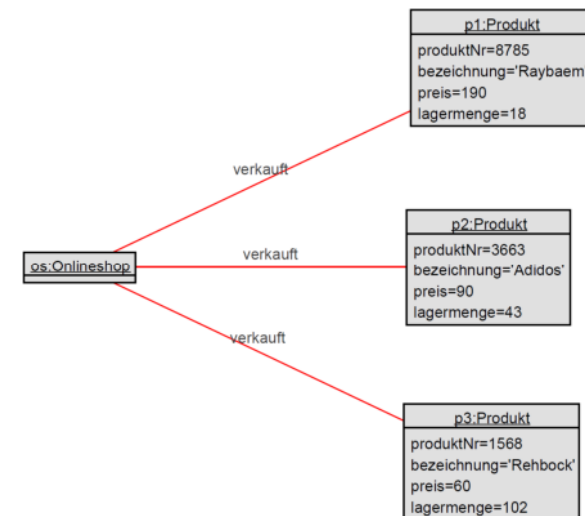 p1:Produkt
produktNr=8785
bezeichnung='Raybaem
preis=190
lagermenge=18
verkauft
p2:Produkt
produktNr=3663
bezeichnung='Adidos'
preis=90
lagermenge=43
verkauft
os:Onlineshop
verkauft
p3:Produkt
produktNr=1568
bezeichnung='Rehbock'
preis=60
lagermenge=102